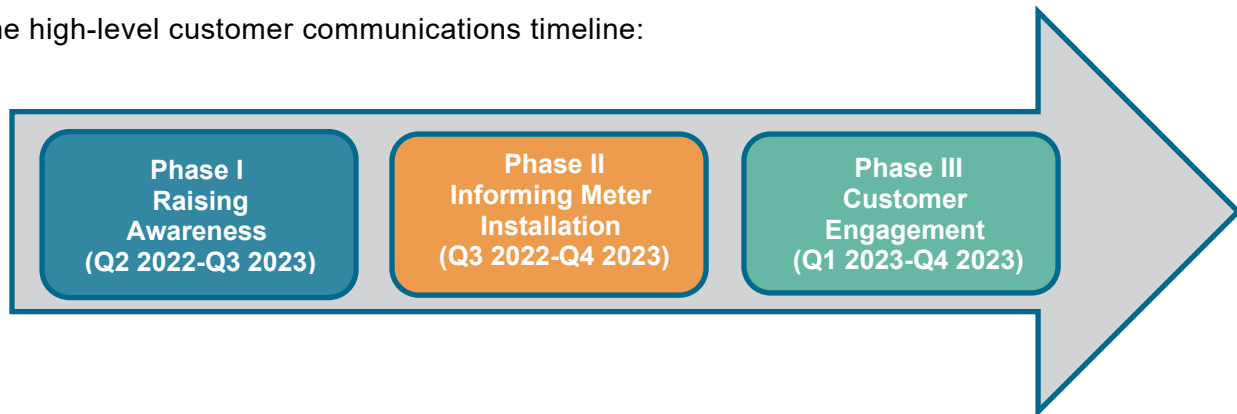 high-level customer communications timeline:
Phase I
Raising
Awareness
(Q2 2022-Q3 2023)
Phase II
Informing Meter
Installation
(Q3 2022-Q4 2023)
Phase III
Customer
Engagement
(Q1 2023-Q4 2023)